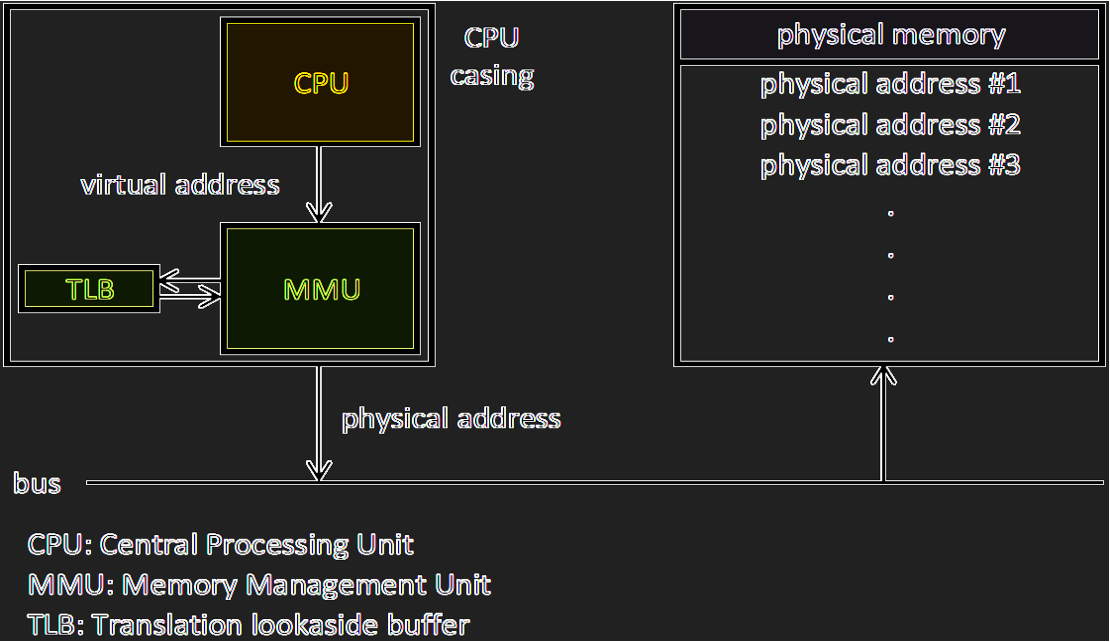 CPU
casing
CPU
virtual address
TLB
MMU
physical address
physical memory
physical address #1
physical address #2
physical address #3
bus
CPU: Central Processing Unit
MMU: Memory Management Unit
TLB: Translation lookaside buffer